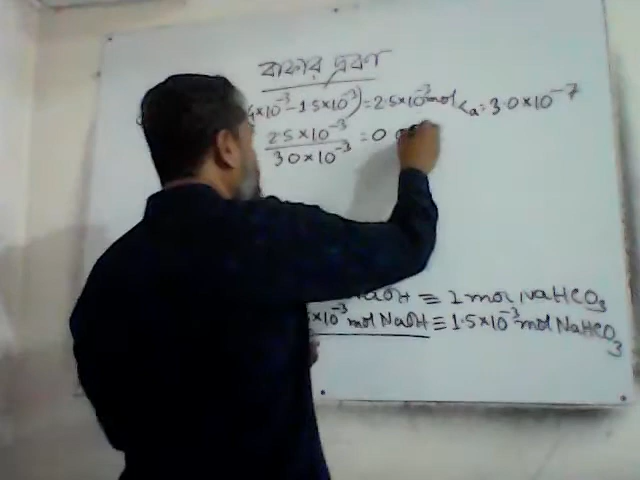 বাফার দ্রবণ
4×10⁻³ - 1.5×10⁻³) = 2.5×10⁻³ mol
Ka = 3.0×10⁻⁷
2.5×10⁻³
30×10⁻³
= 0
NaOH ≡ 1 mol NaHCO₃
×10⁻³ mol NaOH ≡ 1.5×10⁻³ mol NaHCO₃